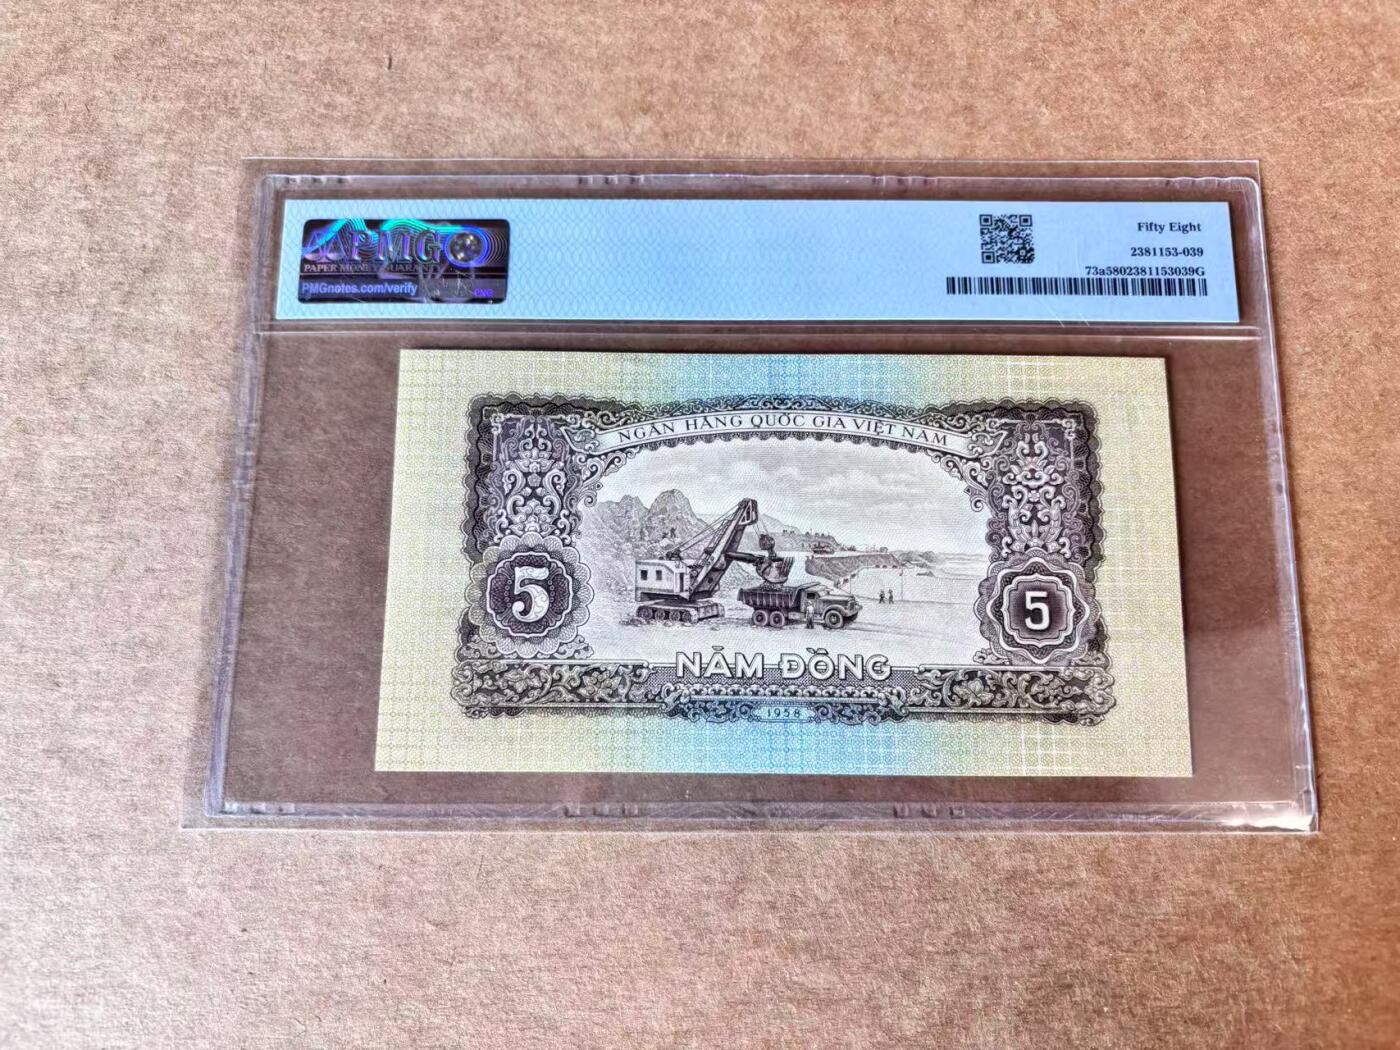 PMG
PAPER MONEY GUARANTY
PMGnotes.com/verify
Fifty Eight
2381153-039
73a5802381153039G
NGÂN HÀNG QUỐC GIA VIỆT NAM
5
5
NĂM ĐỒNG
1958